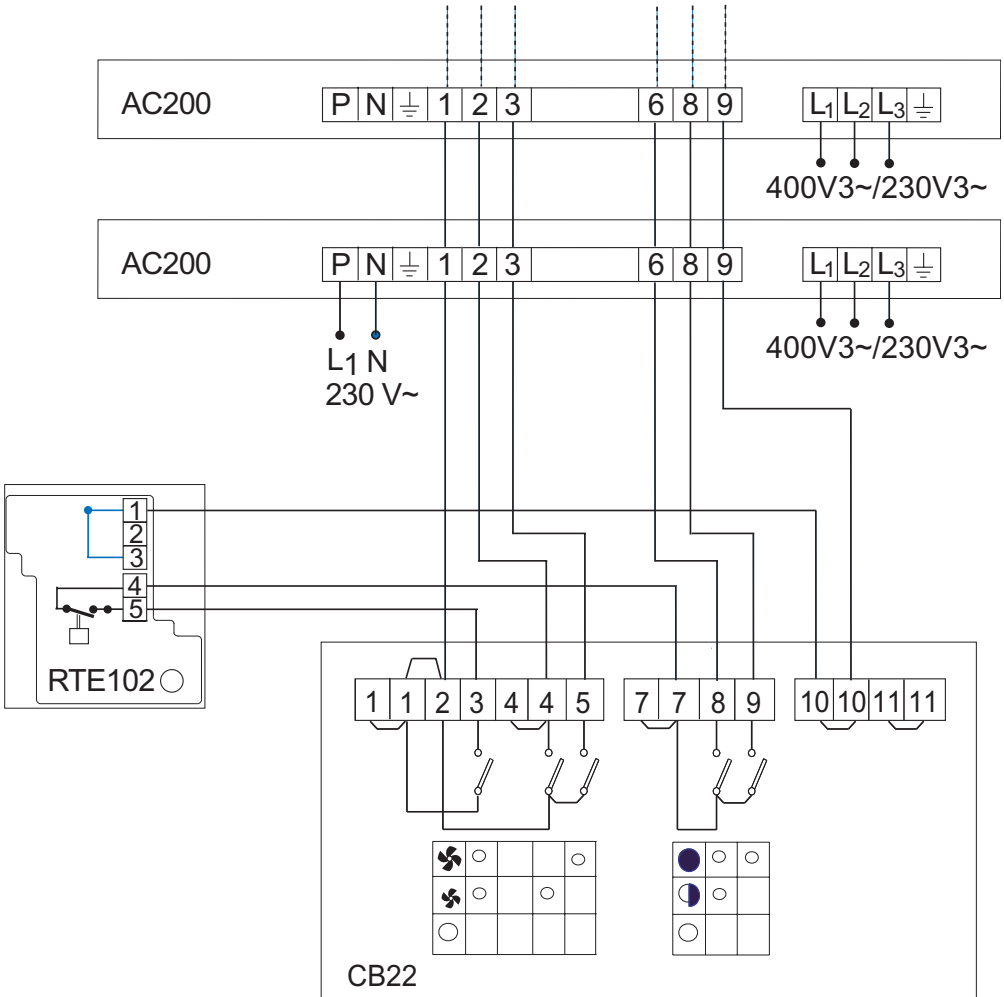 AC200 P N 1 2 3 6 8 9 L1 L2 L3
400V3~/230V3~
AC200 P N 1 2 3 6 8 9 L1 L2 L3
L1 N
230 V~
400V3~/230V3~
1
2
3
4
5
RTE102
1 1 2 3 4 4 5 7 7 8 9 10 10 11 11
CB22